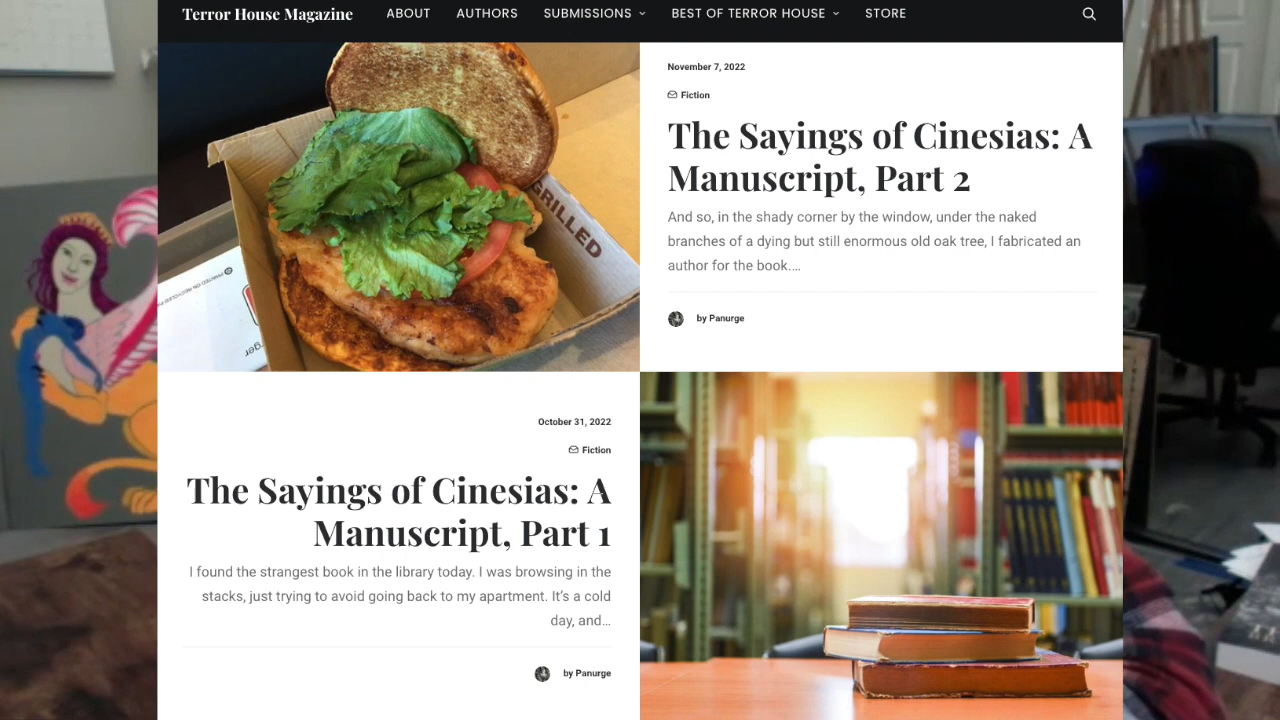 Terror House Magazine ABOUT AUTHORS SUBMISSIONS BEST OF TERROR HOUSE STORE
GRILLED
November 7, 2022
Fiction
The Sayings of Cinesias: A
Manuscript, Part 2
And so, in the shady corner by the window, under the naked
branches of a dying but still enormous old oak tree, I fabricated an
author for the book....
by Panurge
October 31, 2022
Fiction
The Sayings of Cinesias: A
Manuscript, Part 1
I found the strangest book in the library today. I was browsing in the
stacks, just trying to avoid going back to my apartment. It's a cold
day, and...
by Panurge